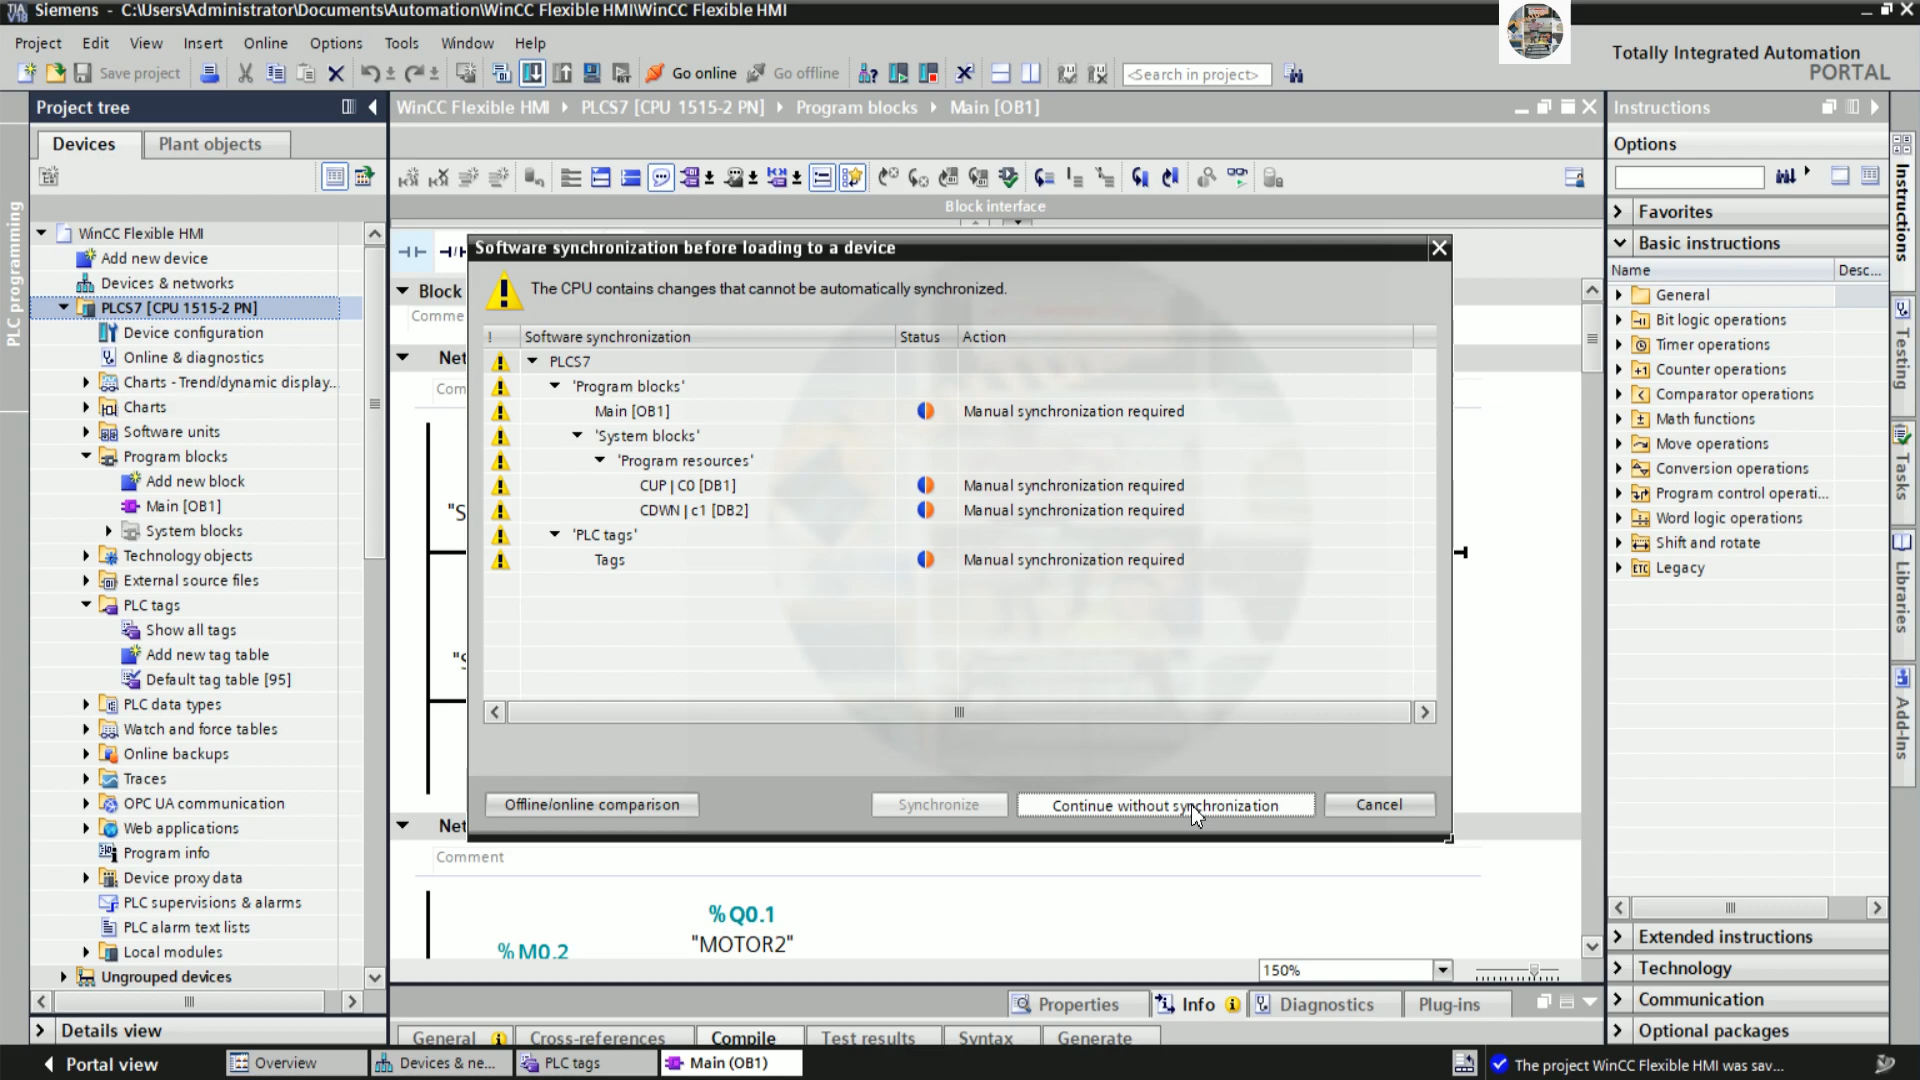 Siemens - C:\Users\Administrator\Documents\Automation\WinCC Flexible HMI\WinCC Flexible HMI
Project Edit View Insert Online Options Tools Window Help
Totally Integrated Automation
PORTAL
Save project
Go online
Go offline
<Search in project>
Project tree
WinCC Flexible HMI PLCS7 [CPU 1515-2 PN] Program blocks Main [OB1]
Instructions
Devices
Plant objects
Options
Block interface
PLC programming
WinCC Flexible HMI
Add new device
Devices & networks
PLCS7 [CPU 1515-2 PN]
Device configuration
Online & diagnostics
Charts - Trend/dynamic display...
Charts
Software units
Program blocks
Add new block
Main [OB1]
System blocks
Technology objects
External source files
PLC tags
Show all tags
Add new tag table
Default tag table [95]
PLC data types
Watch and force tables
Online backups
Traces
OPC UA communication
Web applications
Program info
Device proxy data
PLC supervisions & alarms
PLC alarm text lists
Local modules
Ungrouped devices
Details view
Block
Comme
Net
Com
"S
"S
Net
Comment
%Q0.1
"MOTOR2"
%M0.2
150%
Software synchronization before loading to a device
The CPU contains changes that cannot be automatically synchronized.
! Software synchronization Status Action
PLCS7
'Program blocks'
Main [OB1] Manual synchronization required
'System blocks'
'Program resources'
CUP | C0 [DB1] Manual synchronization required
CDWN | c1 [DB2] Manual synchronization required
'PLC tags'
Tags Manual synchronization required
Offline/online comparison
Synchronize
Continue without synchronization
Cancel
Favorites
Basic instructions
Name Desc...
General
Bit logic operations
Timer operations
Counter operations
Comparator operations
Math functions
Move operations
Conversion operations
Program control operati...
Word logic operations
Shift and rotate
Legacy
Extended instructions
Technology
Communication
Optional packages
Instructions
Testing
Tasks
Libraries
Add-Ins
Properties
Info
Diagnostics
Plug-ins
General
Cross-references
Compile
Test results
Syntax
Generate
Portal view
Overview
Devices & ne...
PLC tags
Main (OB1)
The project WinCC Flexible HMI was sav...